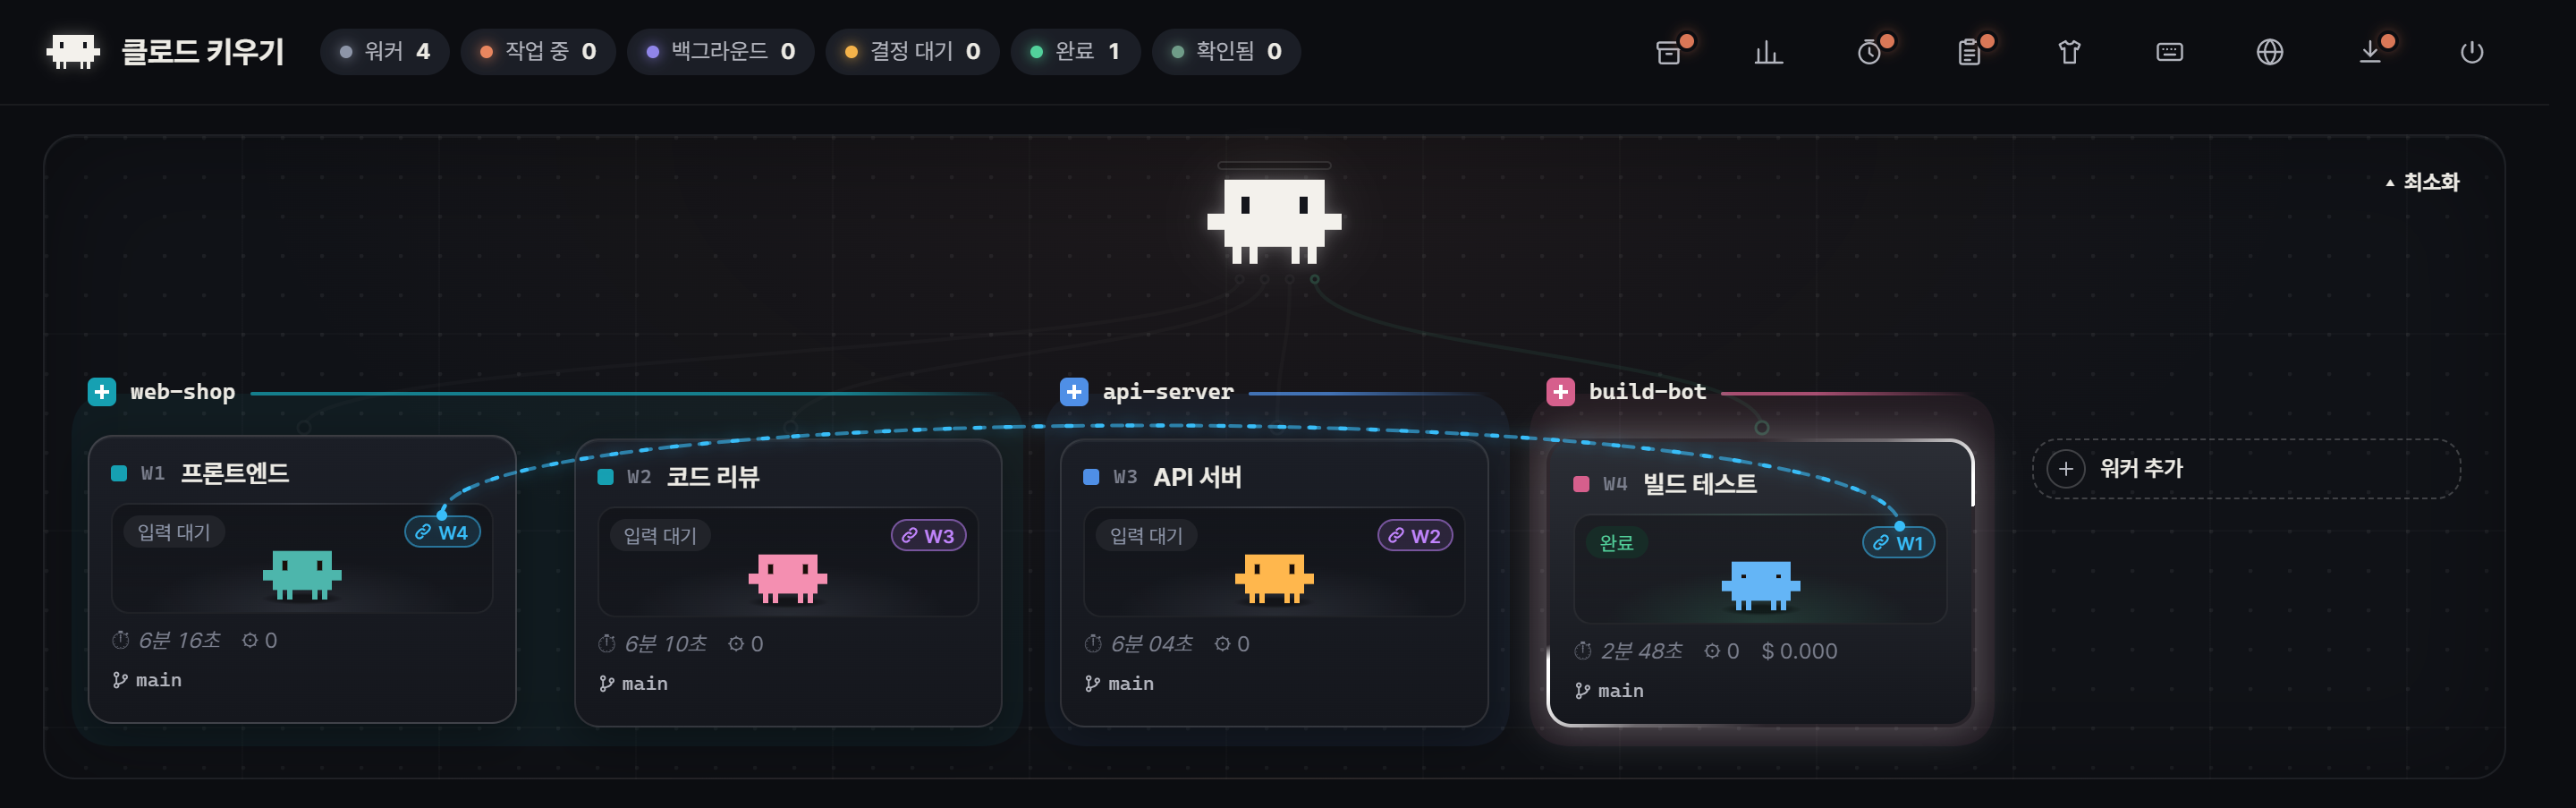 클로드 키우기
워커 4
작업 중 0
백그라운드 0
결정 대기 0
완료 1
확인됨 0
최소화
web-shop
api-server
build-bot
W1 프론트엔드
입력 대기
W4
6분 16초 0
main
W2 코드 리뷰
입력 대기
W3
6분 10초 0
main
W3 API 서버
입력 대기
W2
6분 04초 0
main
W4 빌드 테스트
완료
W1
2분 48초 0 $ 0.000
main
워커 추가